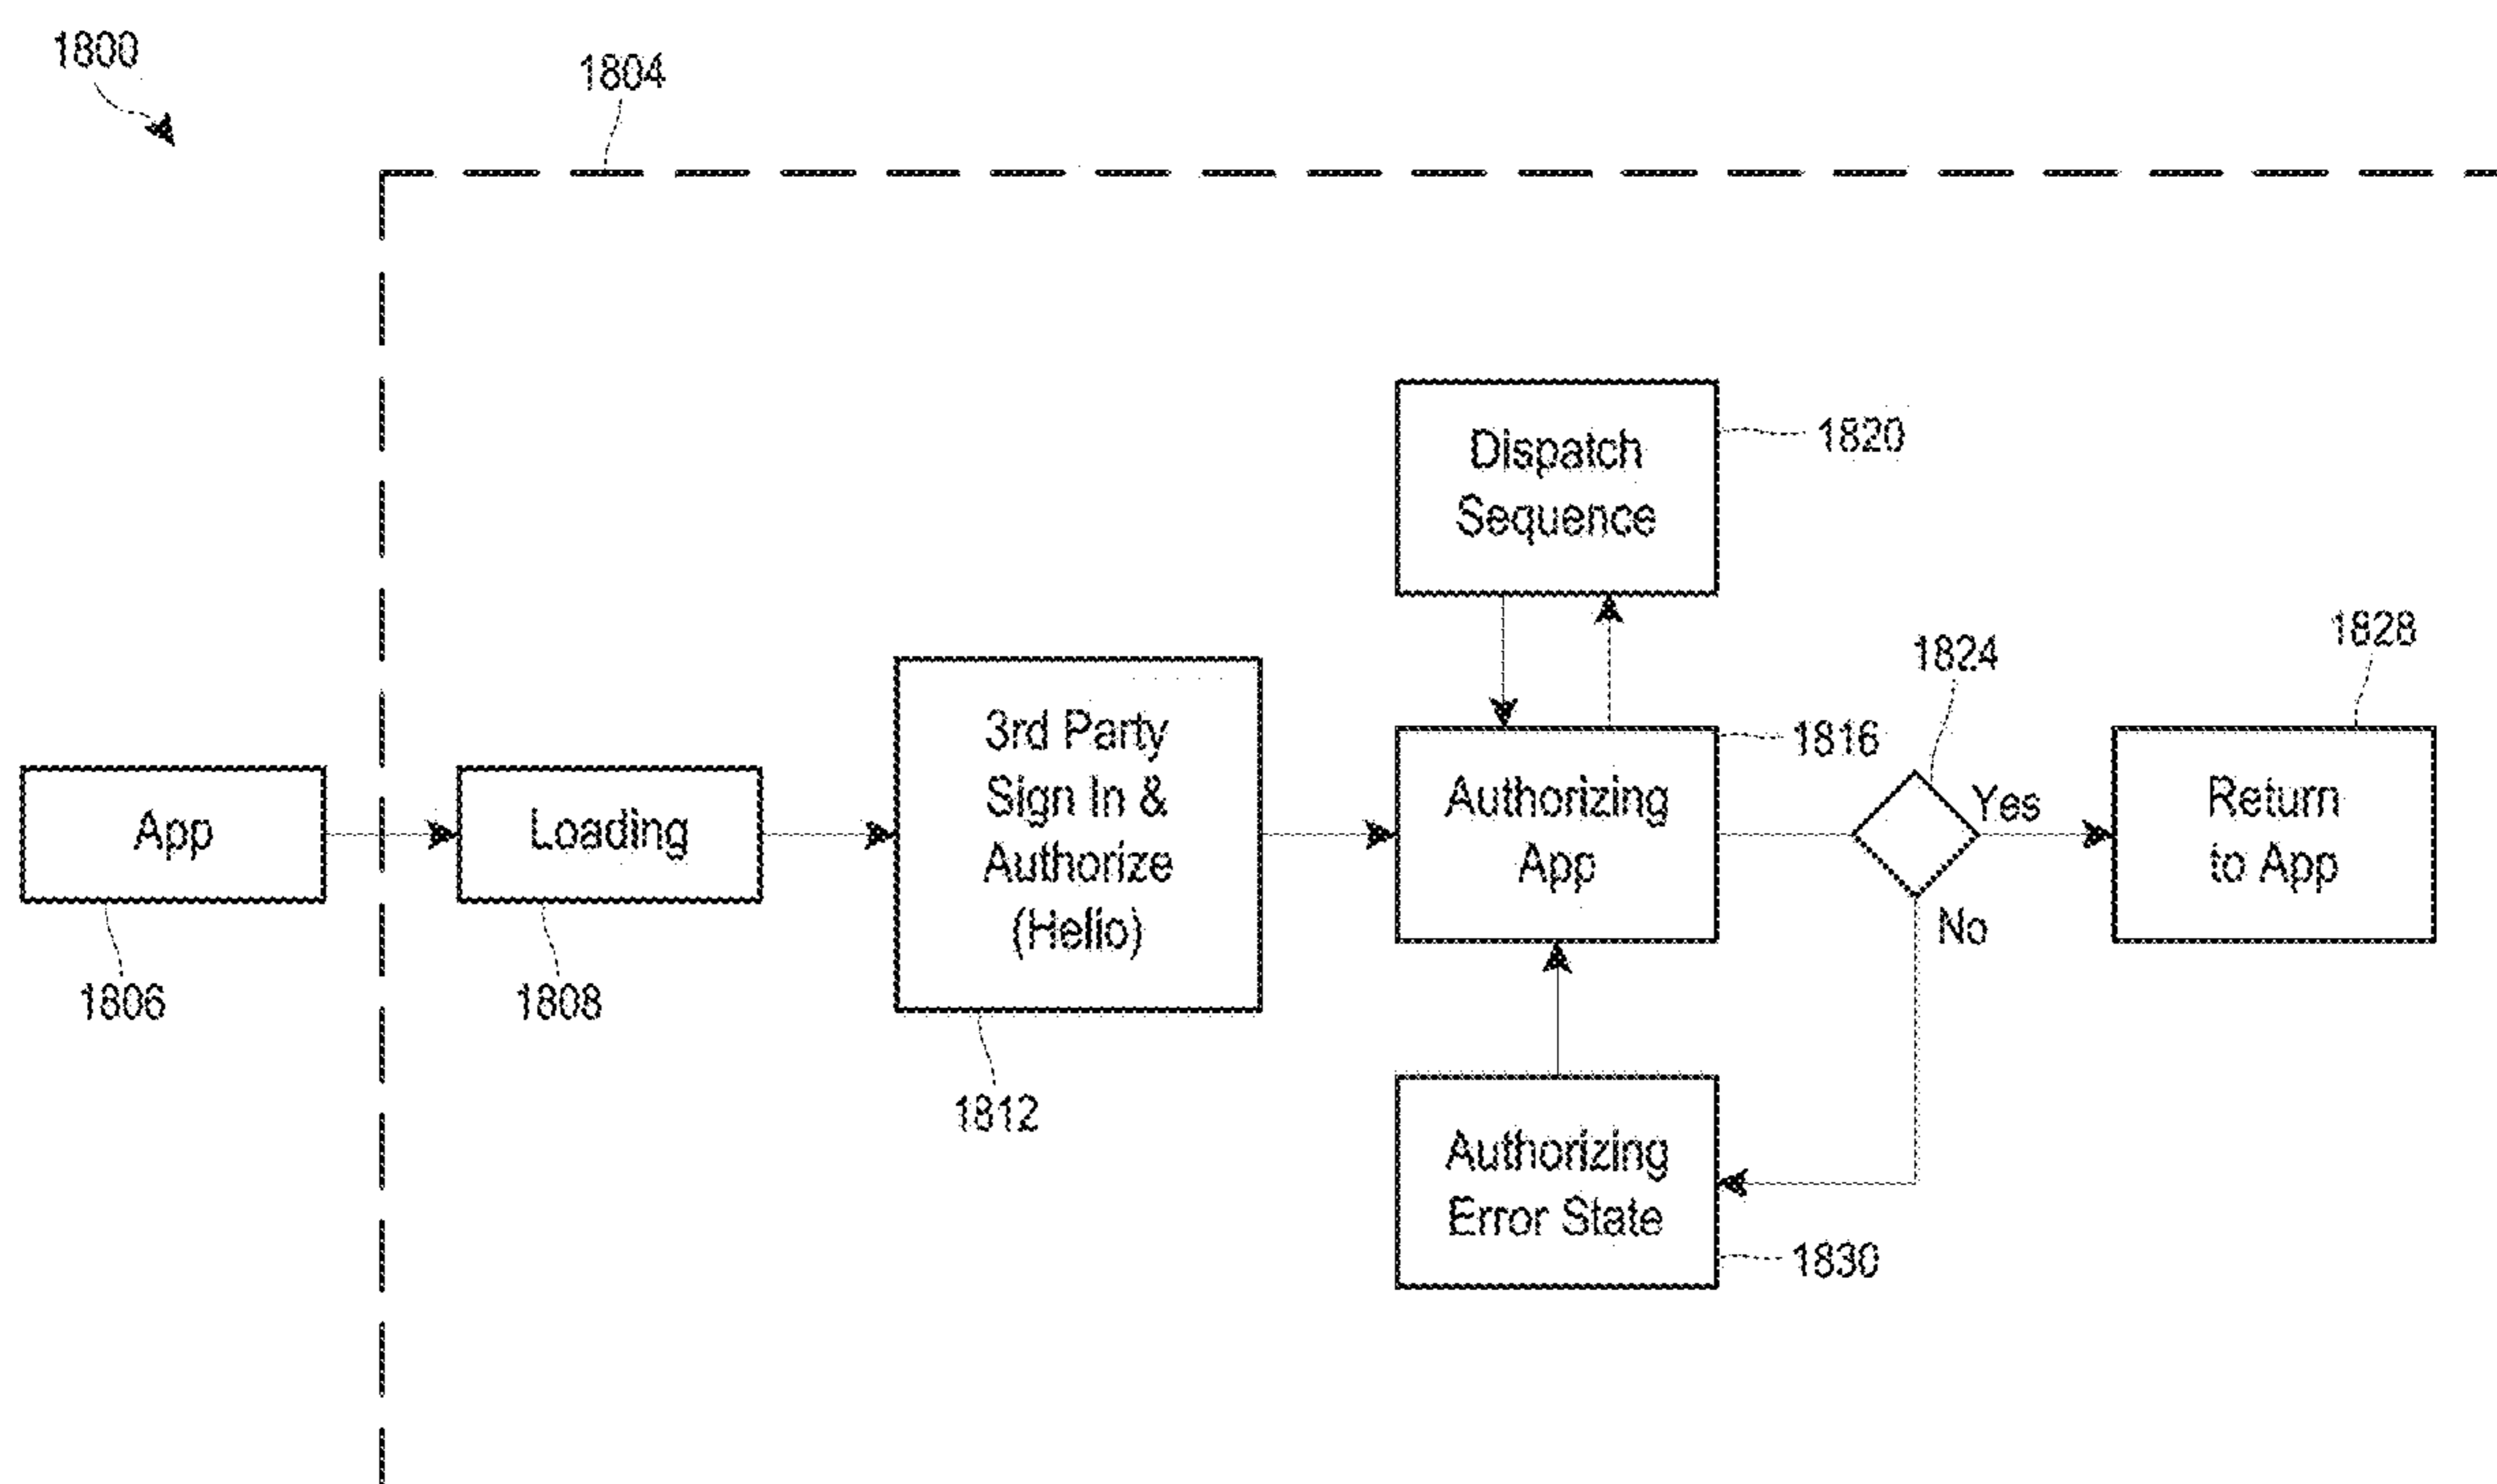 1800
1804
Dispatch
Sequence
1820
1828
1824
3rd Party
Sign In &
Authorize
(Hello)
1816
Authorizing
App
Yes
Return
to App
App
Loading
No
1806
1808
1812
Authorizing
Error State
1830